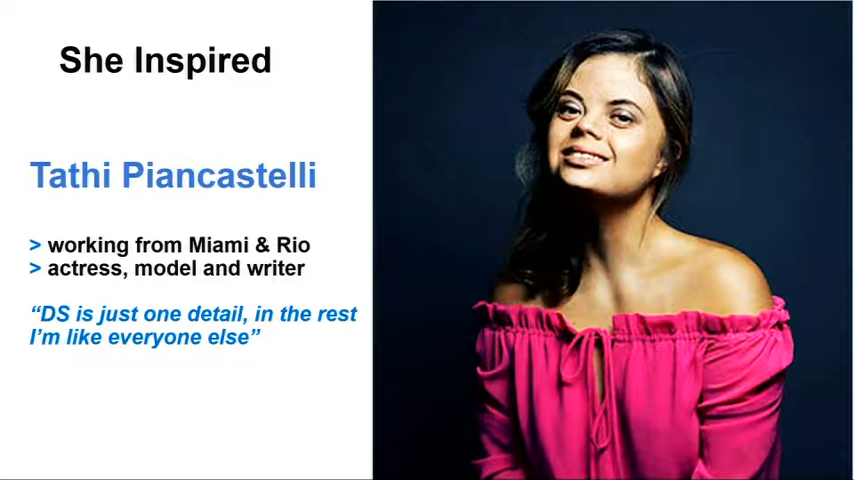 She Inspired
Tathi Piancastelli
> working from Miami & Rio
> actress, model and writer
“DS is just one detail, in the rest
I’m like everyone else”